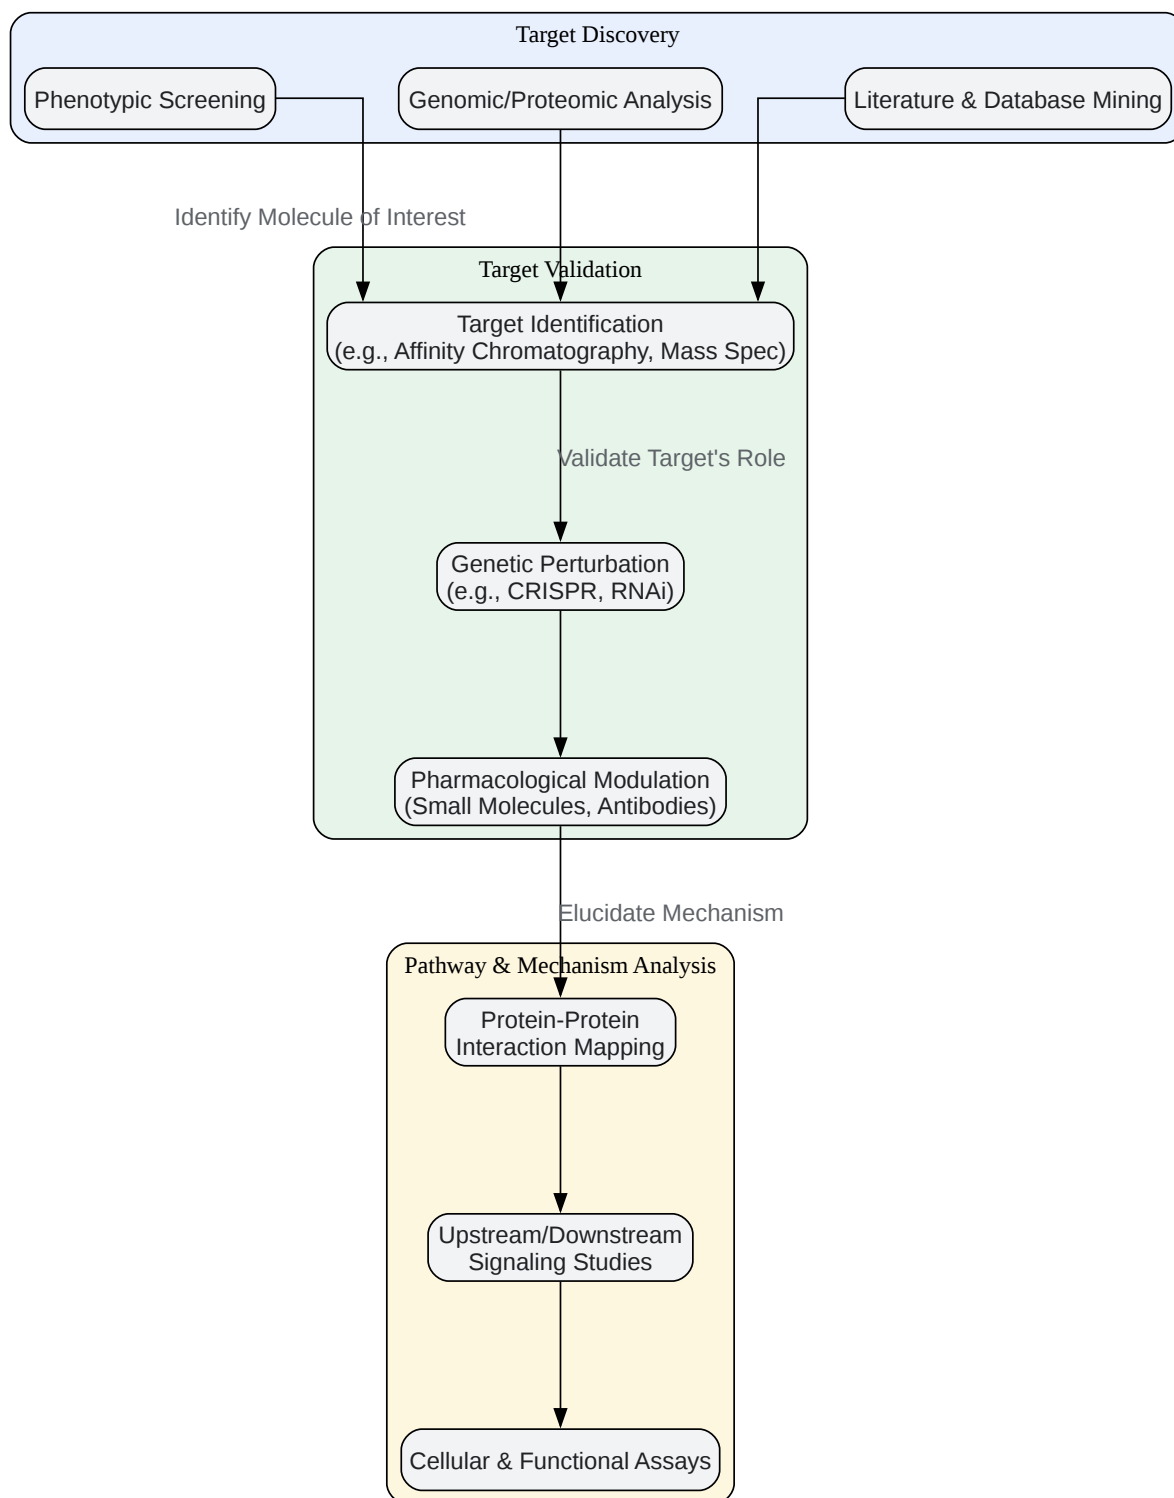 Target Discovery
Phenotypic Screening
Genomic/Proteomic Analysis
Literature & Database Mining
Identify Molecule of Interest
Target Validation
Target Identification
(e.g., Affinity Chromatography, Mass Spec)
Validate Target's Role
Genetic Perturbation
(e.g., CRISPR, RNAi)
Pharmacological Modulation
(Small Molecules, Antibodies)
Elucidate Mechanism
Pathway & Mechanism Analysis
Protein-Protein
Interaction Mapping
Upstream/Downstream
Signaling Studies
Cellular & Functional Assays